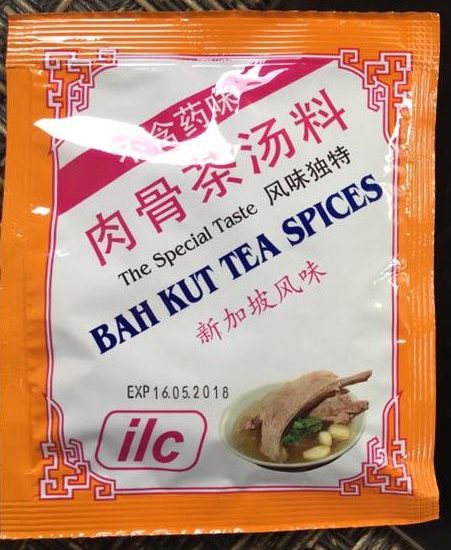 含药味
肉骨茶汤料
The Special Taste 风味独特
BAH KUT TEA SPICES
新加坡风味
EXP 16.05.2018
ilc